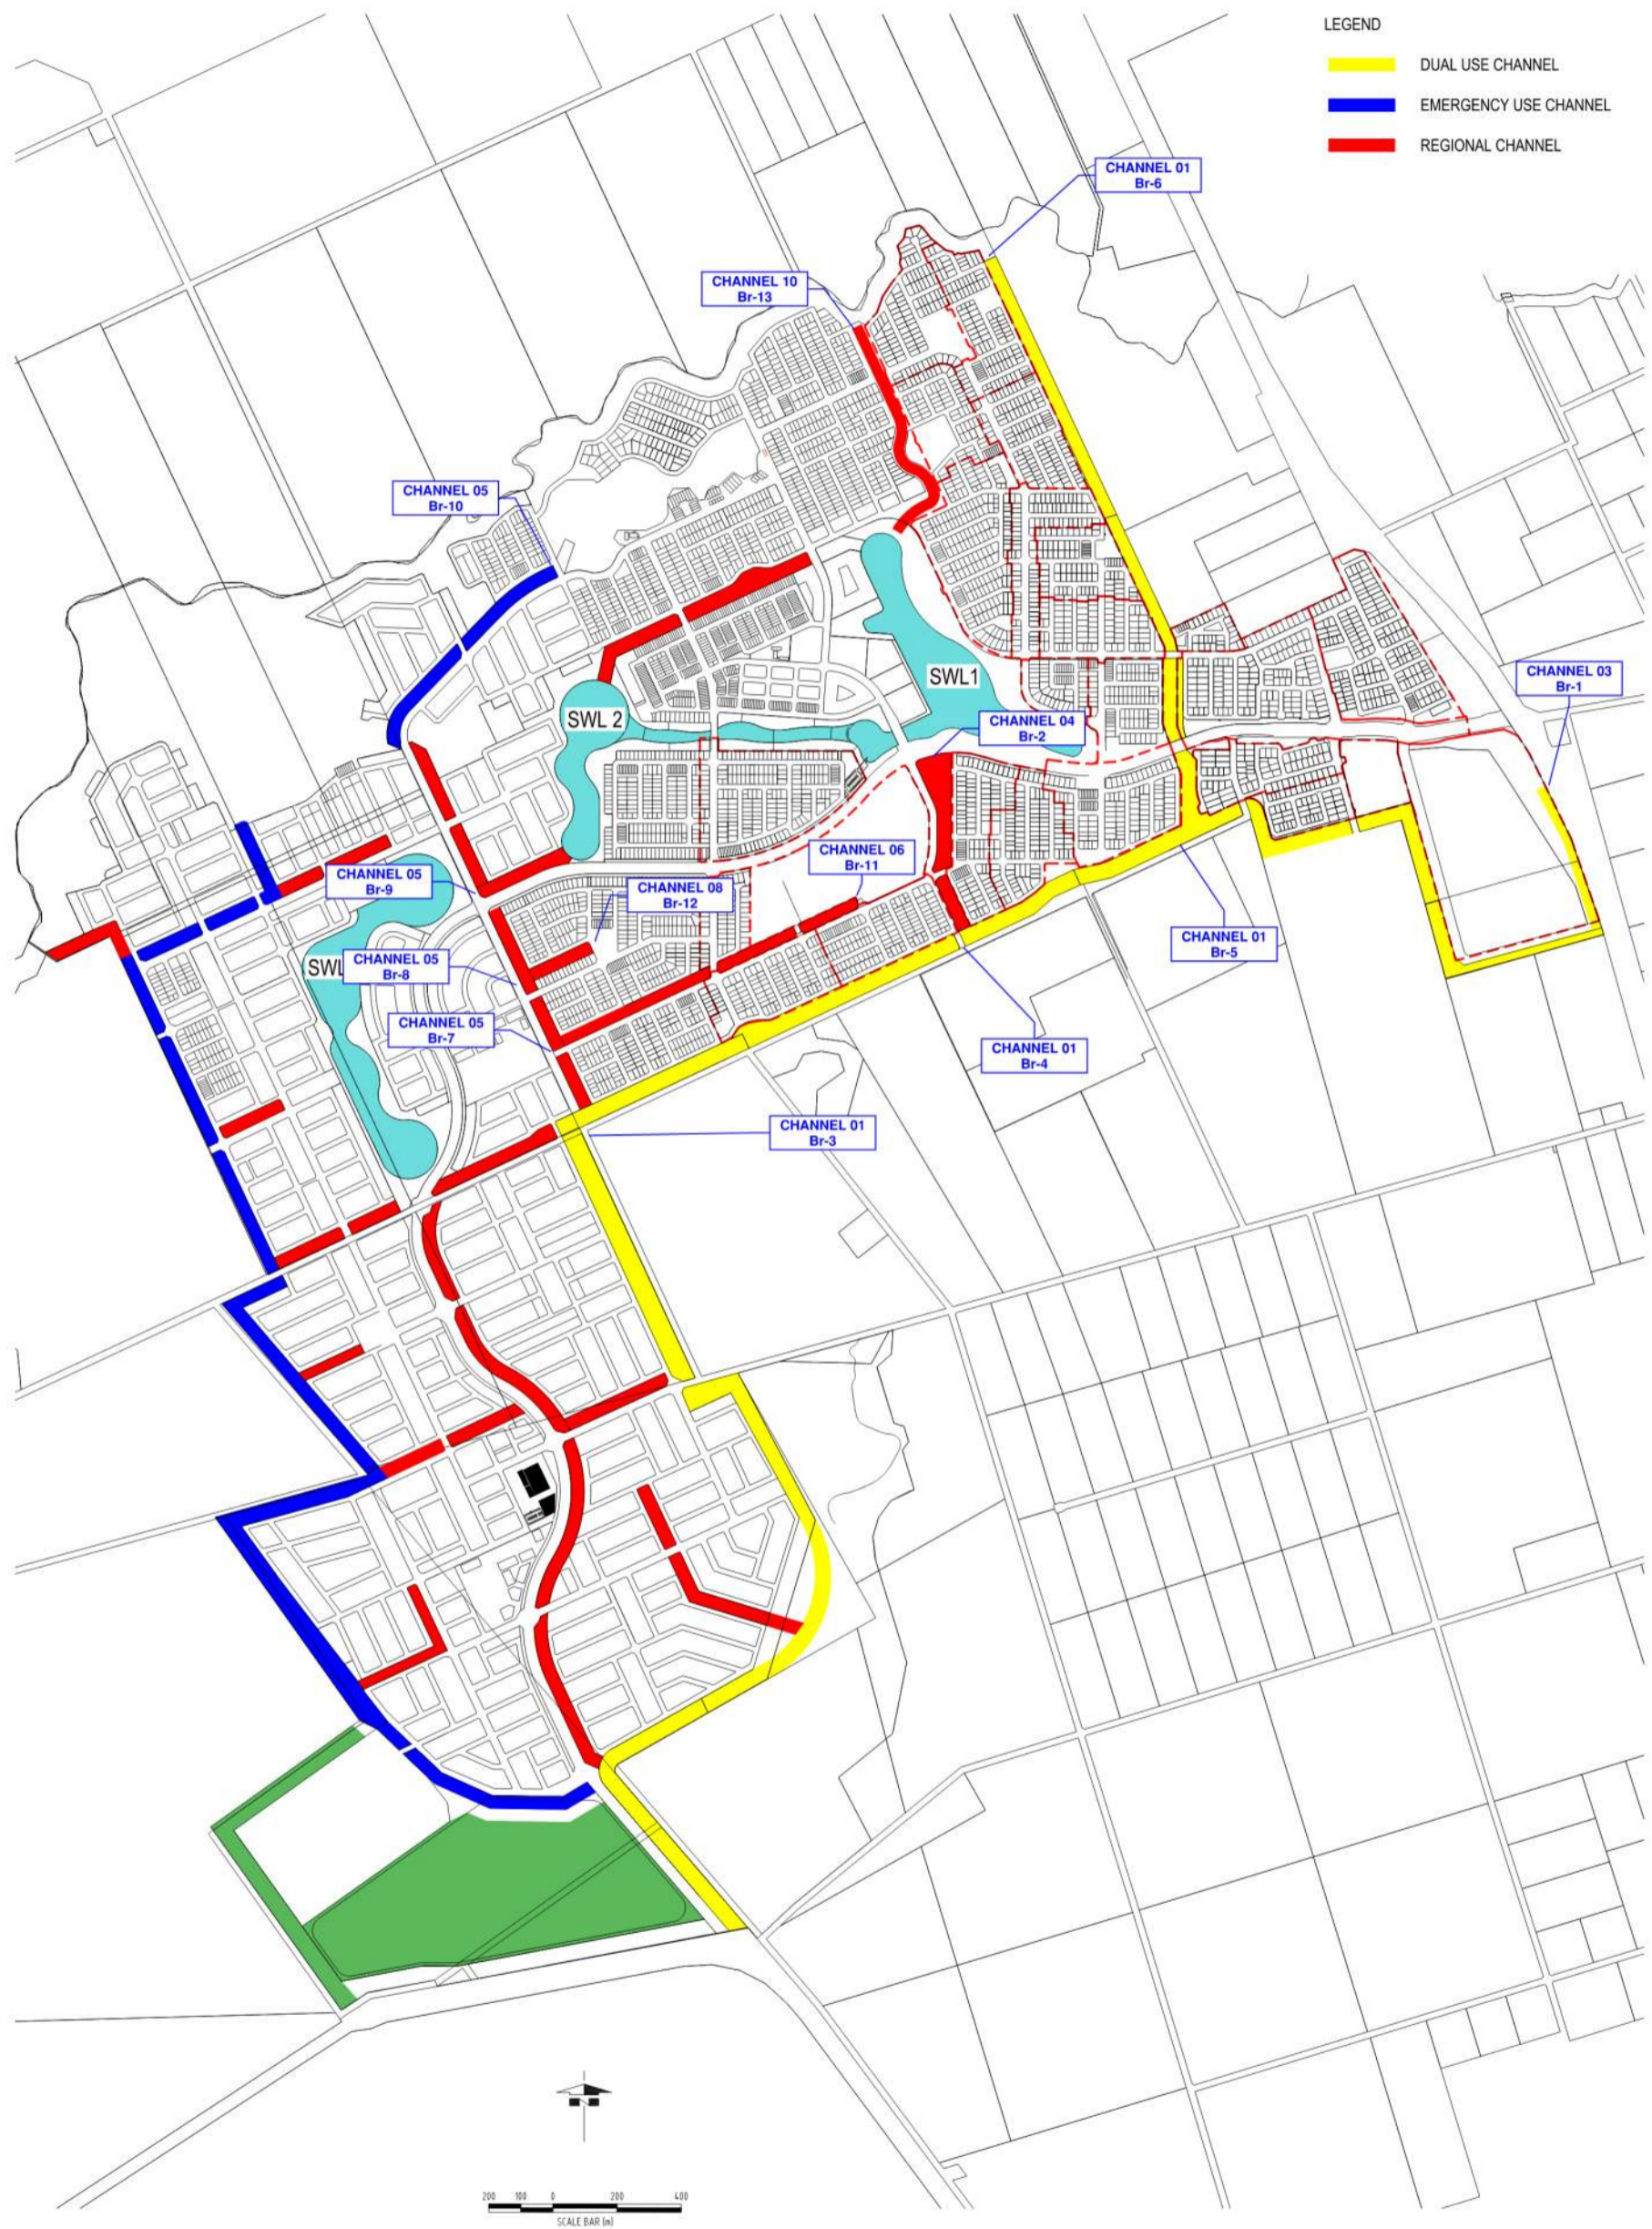 LEGEND
DUAL USE CHANNEL
EMERGENCY USE CHANNEL
REGIONAL CHANNEL
CHANNEL 01
Br-6
CHANNEL 10
Br-13
CHANNEL 05
Br-10
CHANNEL 03
Br-1
SWL1
SWL 2
CHANNEL 04
Br-2
CHANNEL 06
Br-11
CHANNEL 05
Br-9
CHANNEL 08
Br-12
CHANNEL 01
Br-5
SWL
CHANNEL 05
Br-8
CHANNEL 05
Br-7
CHANNEL 01
Br-4
CHANNEL 01
Br-3
200 100 0 200 400
SCALE BAR (m)